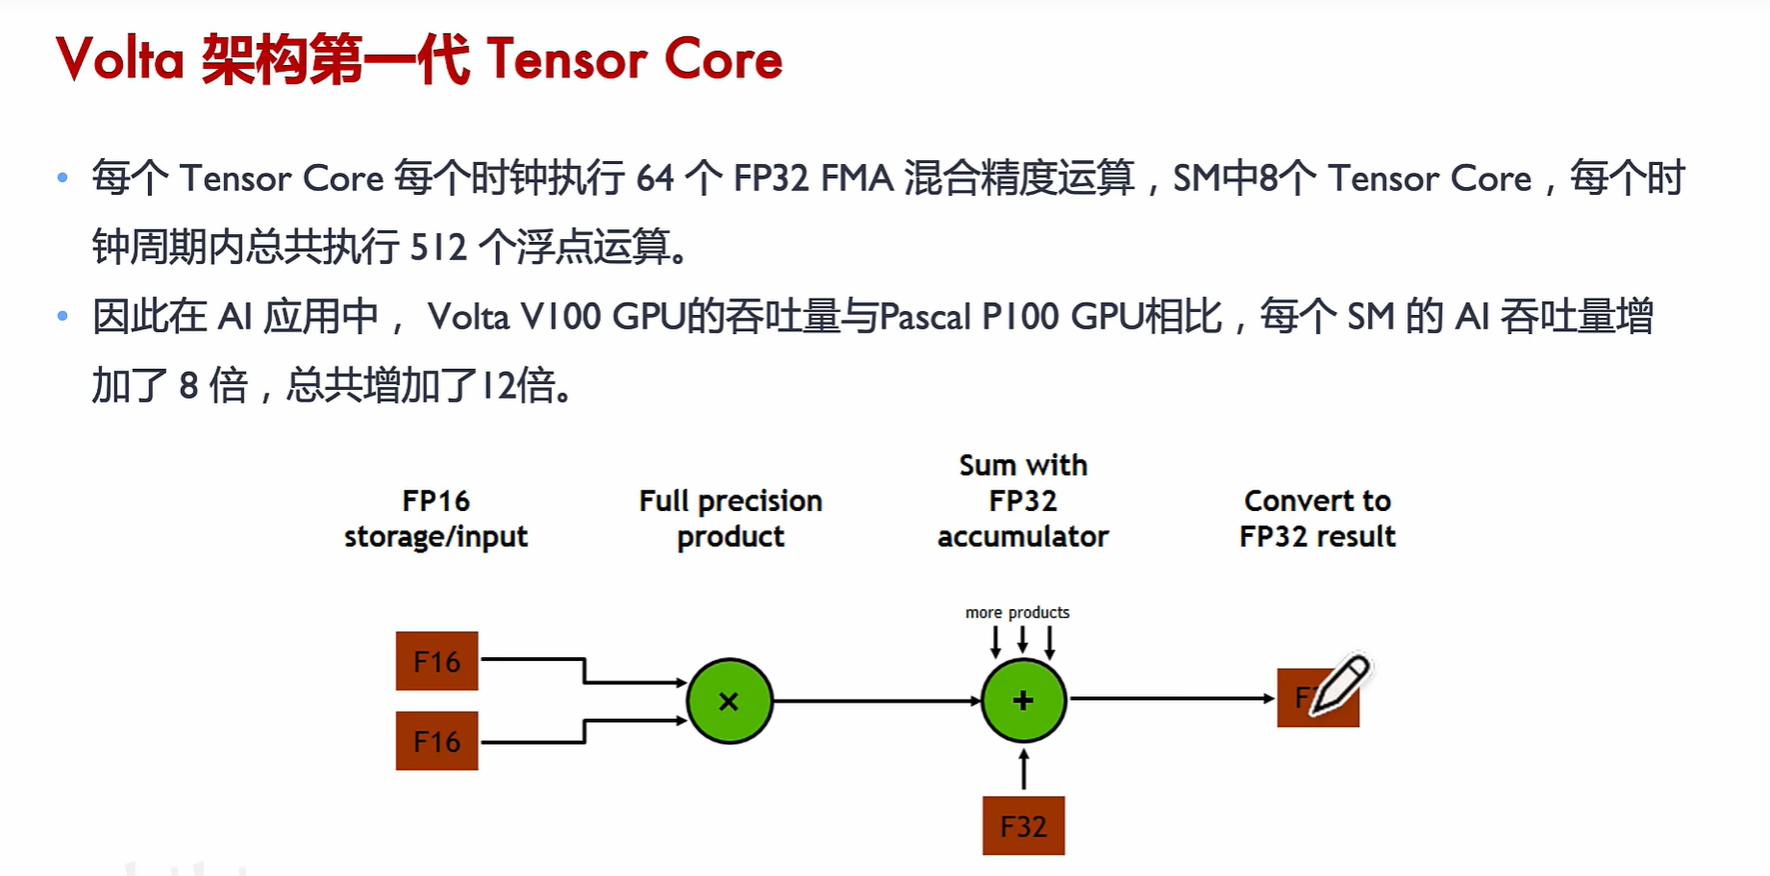 Volta 架构第一代 Tensor Core
• 每个 Tensor Core 每个时钟执行 64 个 FP32 FMA 混合精度运算，SM中8个 Tensor Core，每个时
钟周期内总共执行 512 个浮点运算。
• 因此在 AI 应用中， Volta V100 GPU的吞吐量与Pascal P100 GPU相比，每个 SM 的 AI 吞吐量增
加了 8 倍，总共增加了12倍。
FP16
storage/input
Full precision
product
Sum with
FP32
accumulator
Convert to
FP32 result
more products
F16
F16
×
+
F32